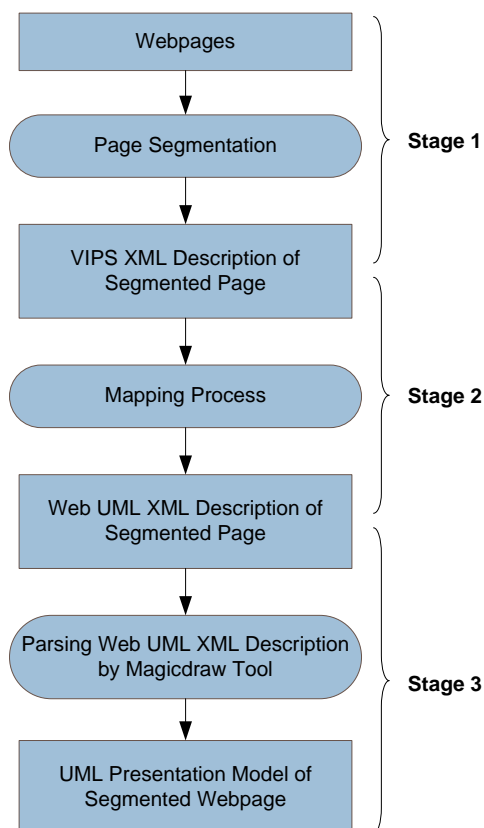 Webpages
Page Segmentation
Stage 1
VIPS XML Description of
Segmented Page
Mapping Process
Stage 2
Web UML XML Description of
Segmented Page
Parsing Web UML XML Description
by Magicdraw Tool
Stage 3
UML Presentation Model of
Segmented Webpage